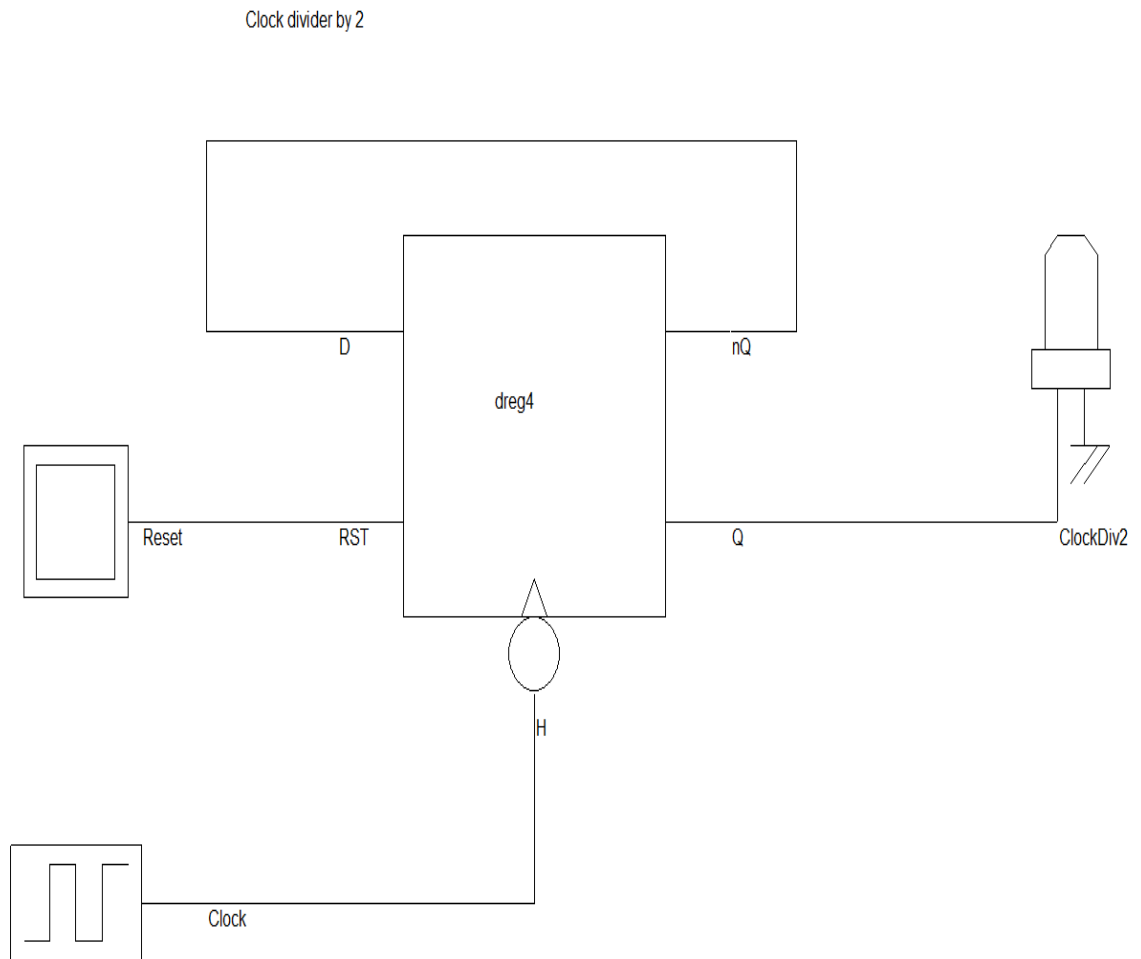 Clock divider by 2
D
nQ
dreg4
Reset
RST
Q
ClockDiv2
H
Clock